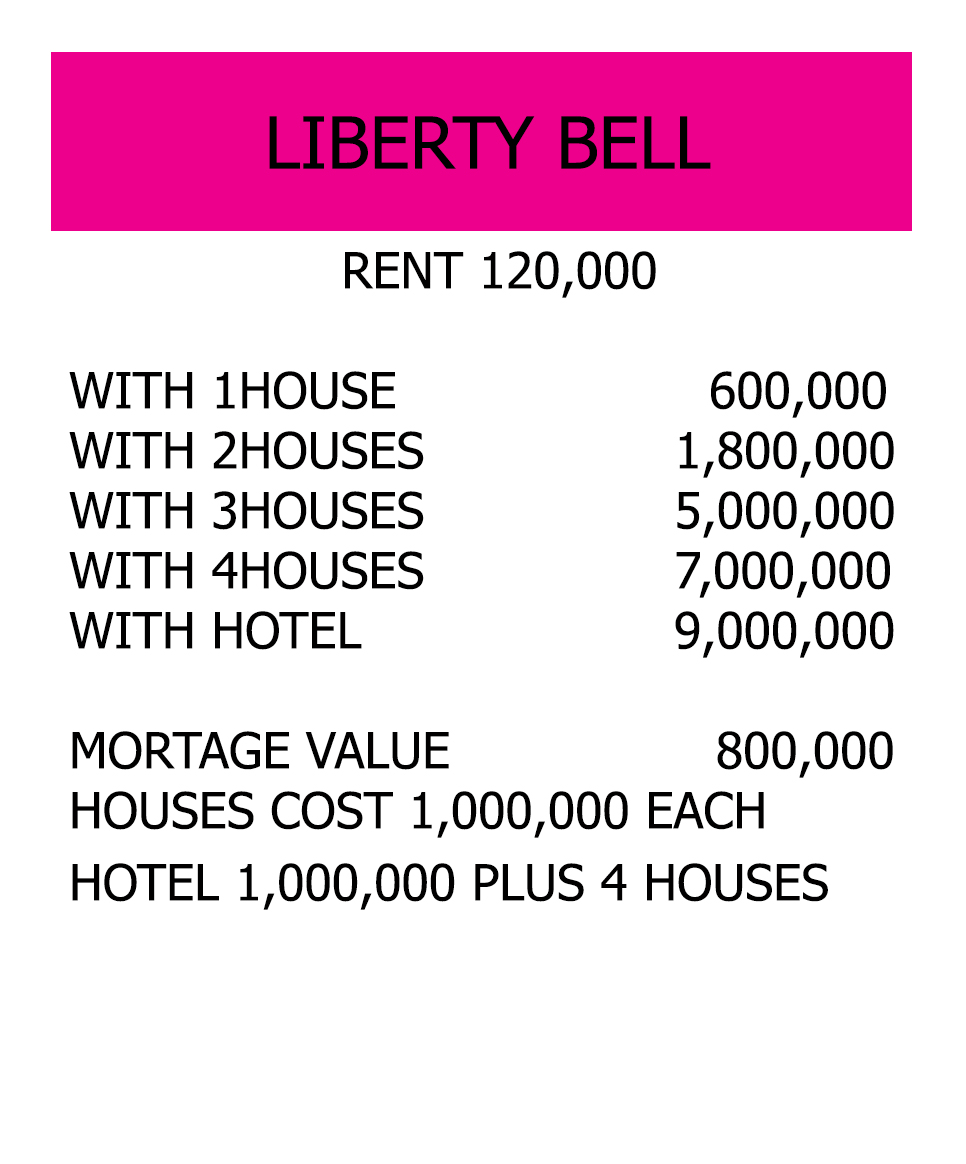 LIBERTY BELL
RENT 120,000
WITH 1HOUSE 600,000
WITH 2HOUSES 1,800,000
WITH 3HOUSES 5,000,000
WITH 4HOUSES 7,000,000
WITH HOTEL 9,000,000
MORTAGE VALUE 800,000
HOUSES COST 1,000,000 EACH
HOTEL 1,000,000 PLUS 4 HOUSES